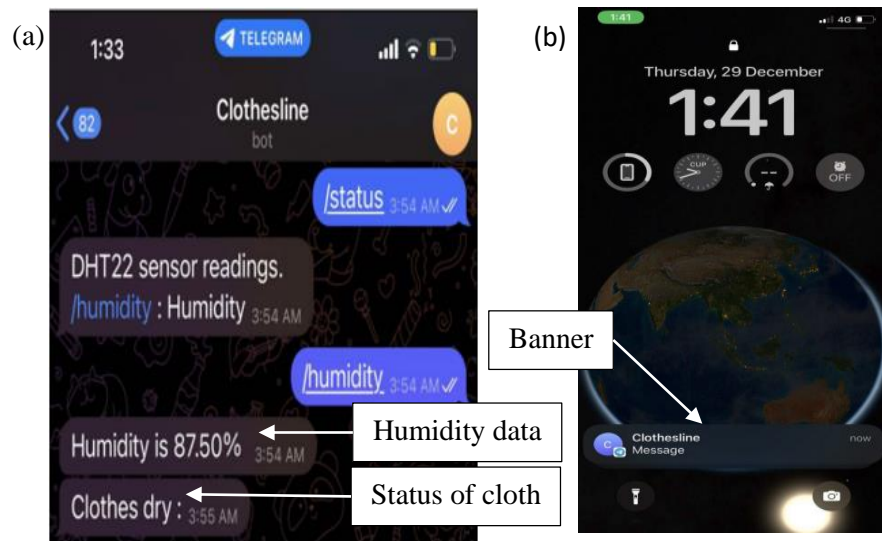 (a)
1:33
TELEGRAM
82
Clothesline
bot
C
/status 3:54 AM
DHT22 sensor readings.
/humidity : Humidity 3:54 AM
/humidity 3:54 AM
Humidity is 87.50% 3:54 AM
Clothes dry : 3:55 AM
Humidity data
Status of cloth
(b)
1:41
4G
Thursday, 29 December
1:41
CUP
--
OFF
Banner
C
Clothesline
now
Message